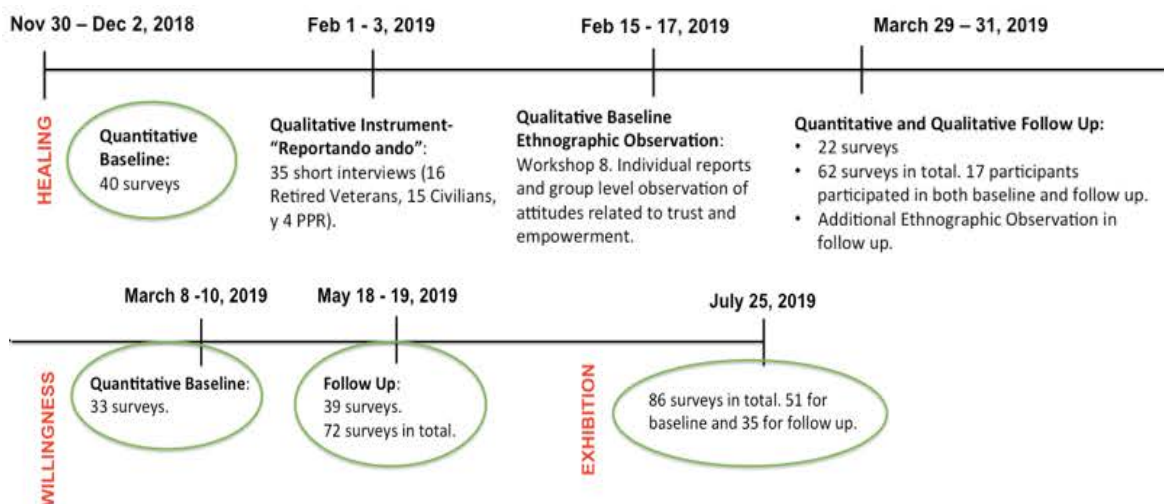 Nov 30 – Dec 2, 2018
Feb 1 - 3, 2019
Feb 15 - 17, 2019
March 29 – 31, 2019
HEALING
Quantitative
Baseline:
40 surveys
Qualitative Instrument-
“Reportando ando”:
35 short interviews (16
Retired Veterans, 15 Civilians,
y 4 PPR).
Qualitative Baseline
Ethnographic Observation:
Workshop 8. Individual reports
and group level observation of
attitudes related to trust and
empowerment.
Quantitative and Qualitative Follow Up:
• 22 surveys
• 62 surveys in total. 17 participants
participated in both baseline and follow up.
• Additional Ethnographic Observation in
follow up.
March 8 -10, 2019
May 18 - 19, 2019
July 25, 2019
WILLINGNESS
Quantitative Baseline:
33 surveys.
Follow Up:
39 surveys.
72 surveys in total.
EXHIBITION
86 surveys in total. 51 for
baseline and 35 for follow up.